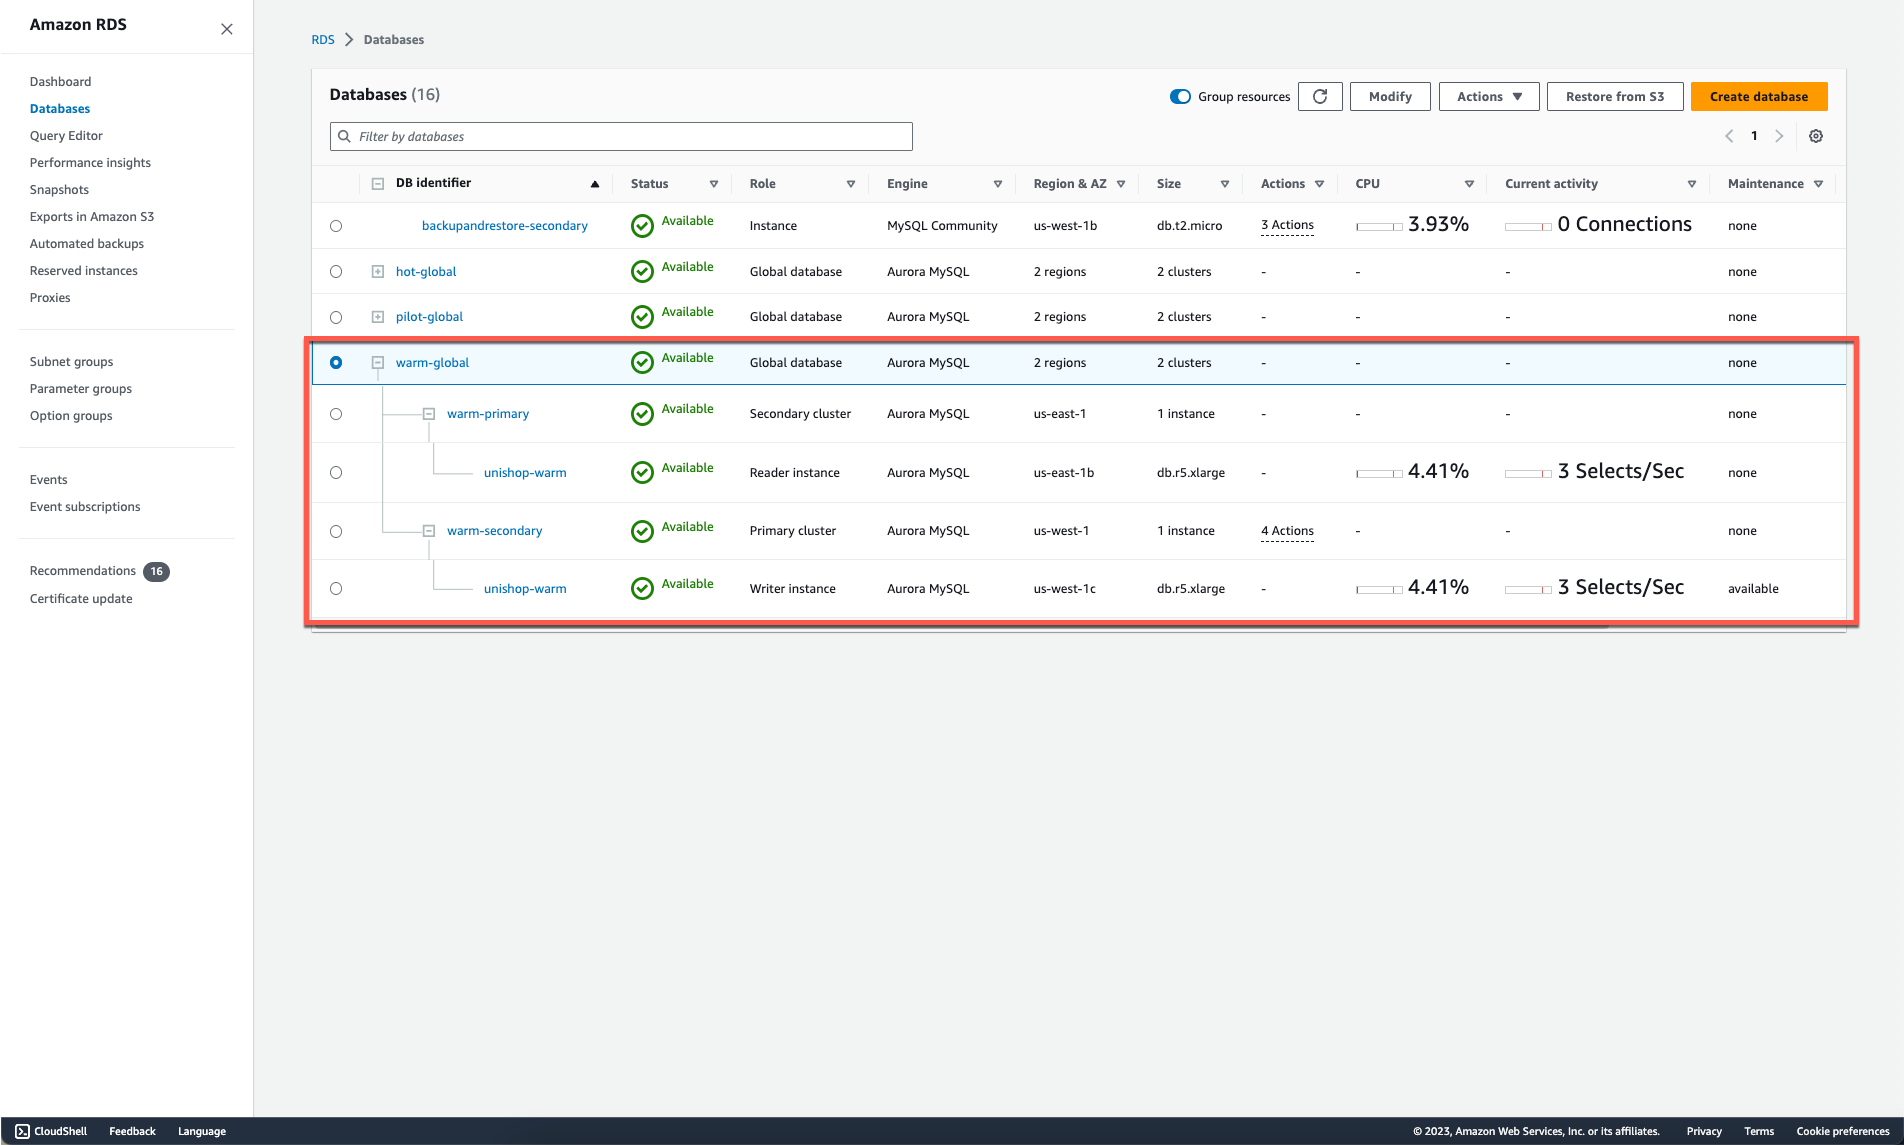 Amazon RDS
Dashboard
Databases
Query Editor
Performance insights
Snapshots
Exports in Amazon S3
Automated backups
Reserved instances
Proxies
Subnet groups
Parameter groups
Option groups
Events
Event subscriptions
Recommendations 16
Certificate update
RDS Databases
Databases (16)
Group resources Modify Actions Restore from S3 Create database
Filter by databases
1
DB identifier Status Role Engine Region & AZ Size Actions CPU Current activity Maintenance
backupandrestore-secondary Available Instance MySQL Community us-west-1b db.t2.micro 3 Actions 3.93% 0 Connections none
hot-global Available Global database Aurora MySQL 2 regions 2 clusters - - - none
pilot-global Available Global database Aurora MySQL 2 regions 2 clusters - - - none
warm-global Available Global database Aurora MySQL 2 regions 2 clusters - - - none
warm-primary Available Secondary cluster Aurora MySQL us-east-1 1 instance - - - none
unishop-warm Available Reader instance Aurora MySQL us-east-1b db.r5.xlarge - 4.41% 3 Selects/Sec none
warm-secondary Available Primary cluster Aurora MySQL us-west-1 1 instance 4 Actions - - none
unishop-warm Available Writer instance Aurora MySQL us-west-1c db.r5.xlarge - 4.41% 3 Selects/Sec available
CloudShell Feedback Language © 2023, Amazon Web Services, Inc. or its affiliates. Privacy Terms Cookie preferences